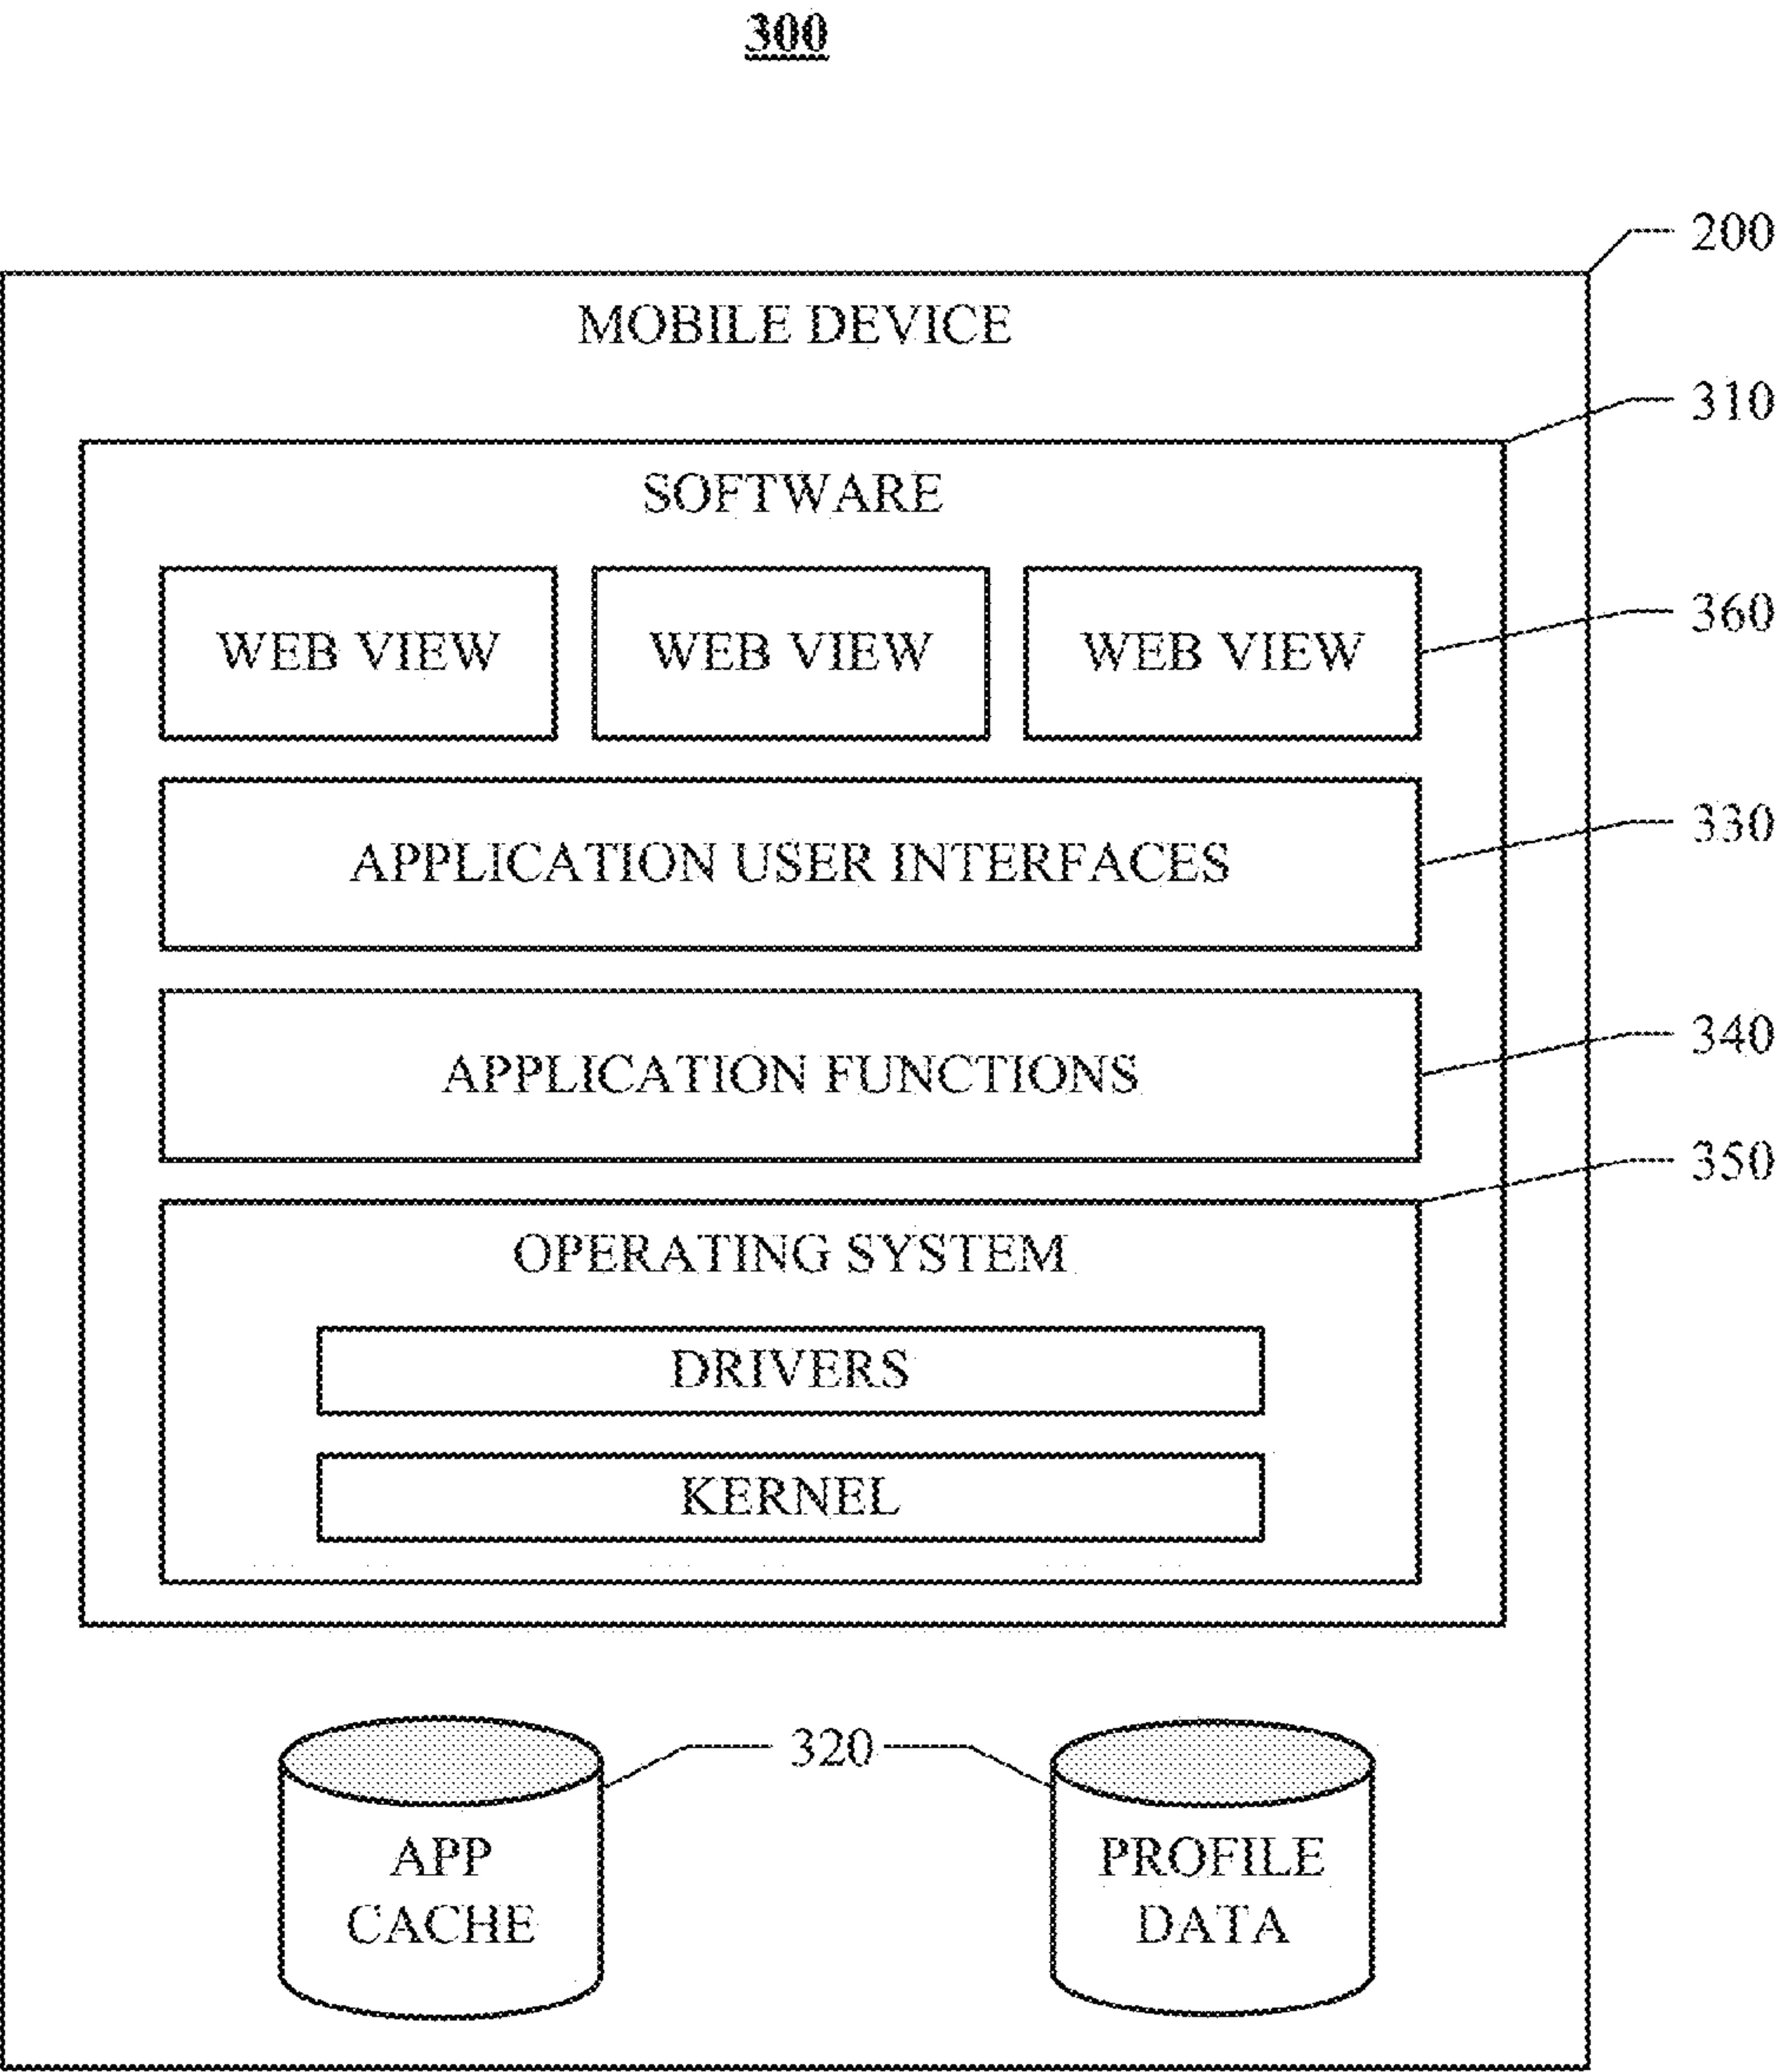 300
200
MOBILE DEVICE
310
SOFTWARE
WEB VIEW WEB VIEW WEB VIEW
360
APPLICATION USER INTERFACES
330
APPLICATION FUNCTIONS
340
350
OPERATING SYSTEM
DRIVERS
KERNEL
320
APP
CACHE
PROFILE
DATA